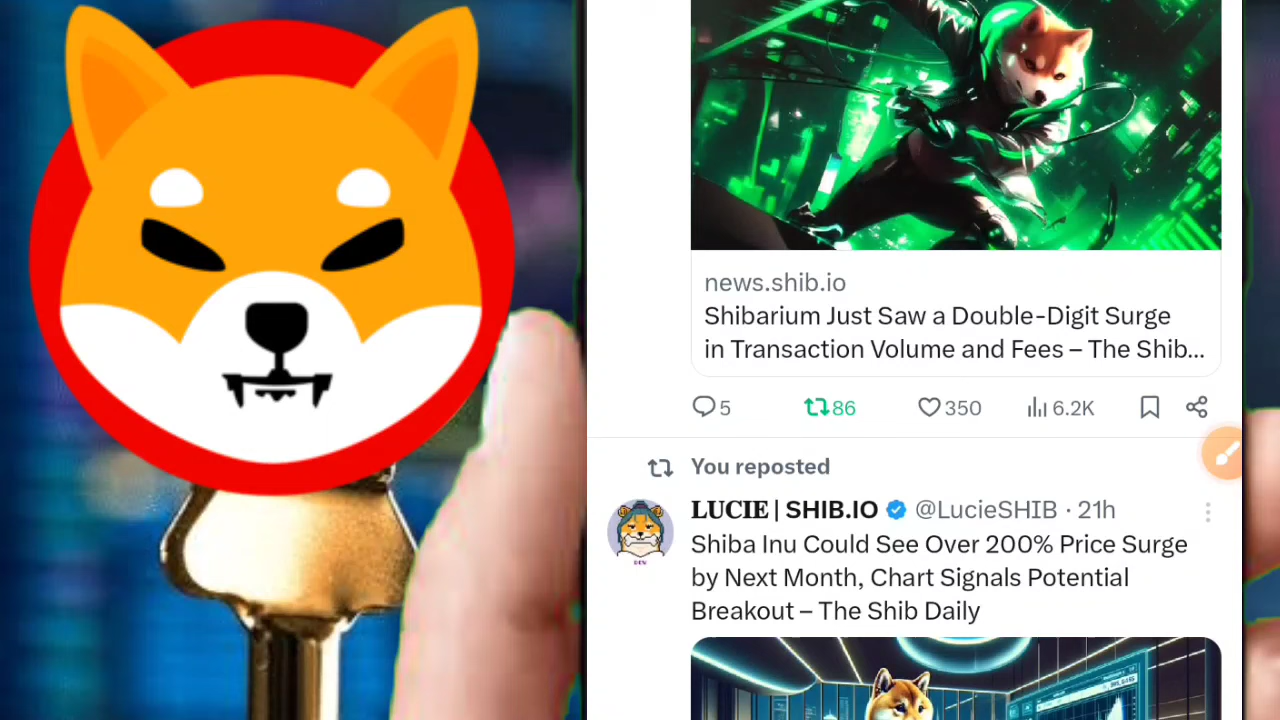 news.shib.io
Shibarium Just Saw a Double-Digit Surge
in Transaction Volume and Fees – The Shib...
5 86 350 6.2K
You reposted
LUCIE | SHIB.IO @LucieSHIB · 21h
Shiba Inu Could See Over 200% Price Surge
by Next Month, Chart Signals Potential
Breakout – The Shib Daily